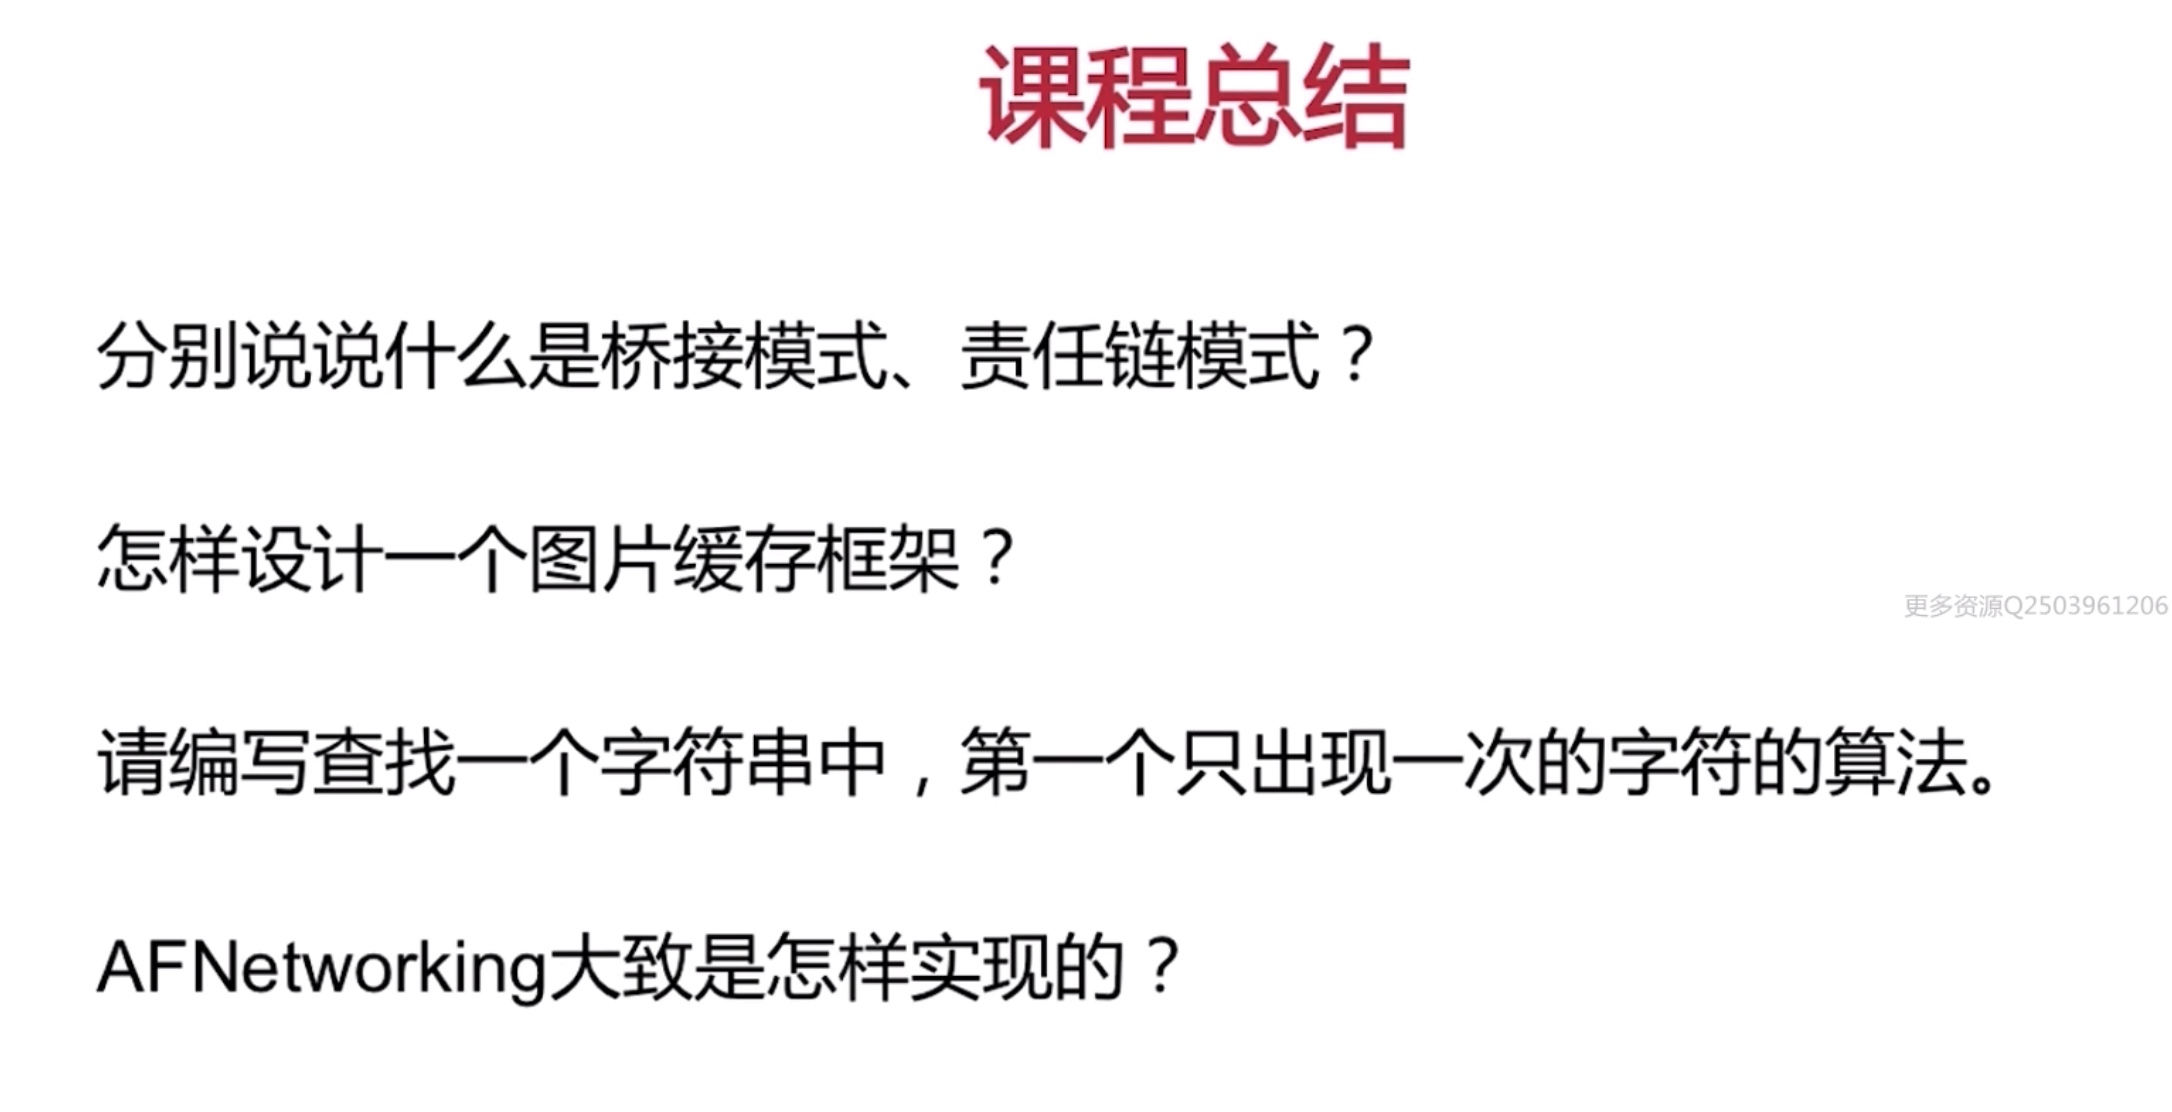 课程总结
分别说说什么是桥接模式、责任链模式？
怎样设计一个图片缓存框架？
更多资源Q2503961206
请编写查找一个字符串中，第一个只出现一次的字符的算法。
AFNetworking大致是怎样实现的？